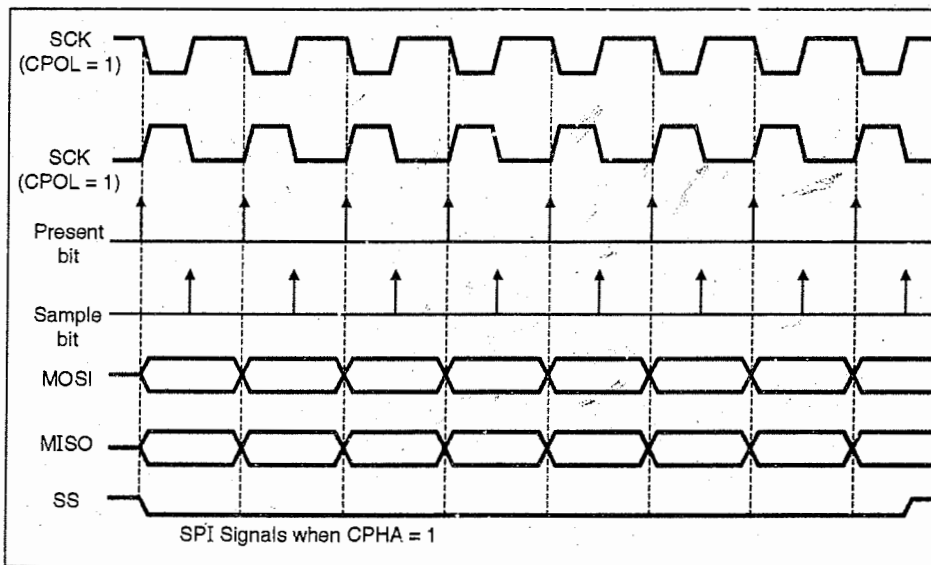 SCK
(CPOL = 1)
SCK
(CPOL = 1)
Present
bit
Sample
bit
MOSI
MISO
SS
SPI Signals when CPHA = 1